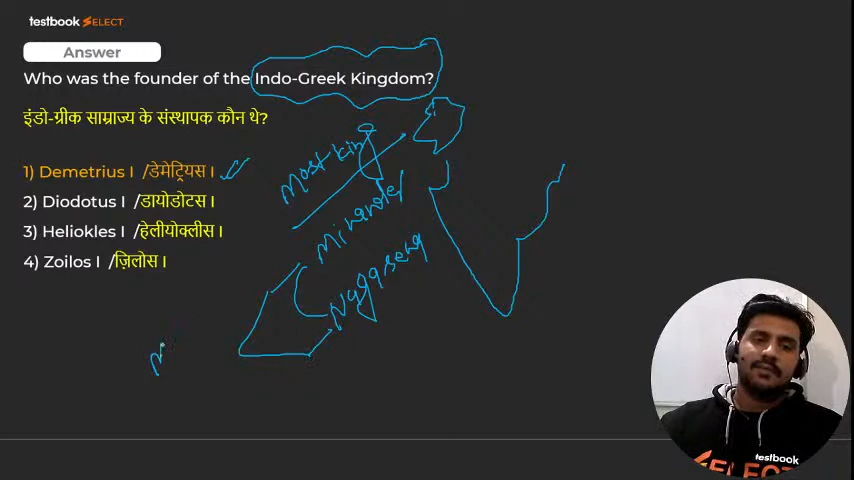 testbook SELECT
Answer
Who was the founder of the Indo-Greek Kingdom?
इंडो-ग्रीक साम्राज्य के संस्थापक कौन थे?
1) Demetrius I /डेमेट्रियस I
2) Diodotus I /डायोडोटस I
3) Heliokles I /हेलीयोक्लीस I
4) Zoilos I /ज़िलोस I
Most king
Minander
Nagasena
N
testbook
SELECT